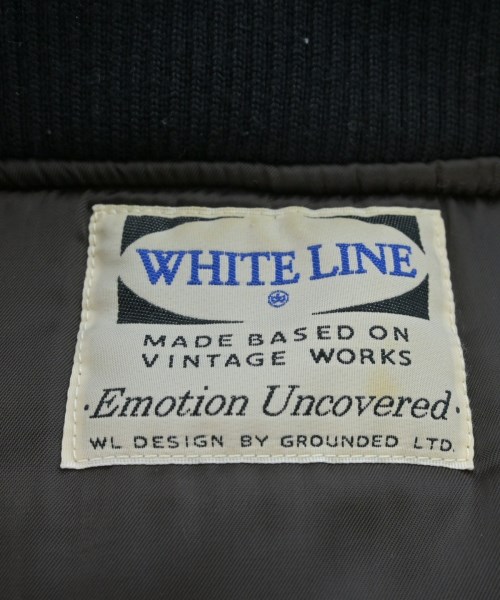 WHITE LINE
MADE BASED ON
VINTAGE WORKS
·Emotion Uncovered·
WL DESIGN BY GROUNDED LTD.